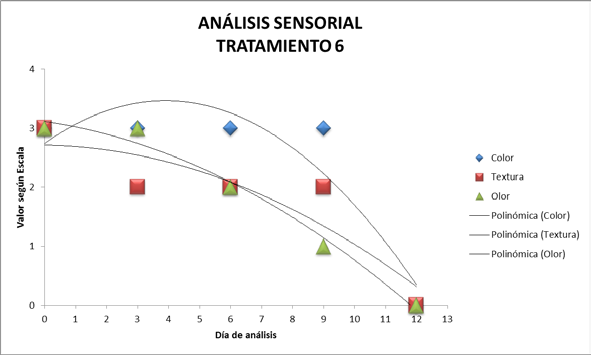 ANÁLISIS SENSORIAL
TRATAMIENTO 6
Valor según Escala
4
3
2
1
0
0 1 2 3 4 5 6 7 8 9 10 11 12 13
Día de análisis
Color
Textura
Olor
Polinómica (Color)
Polinómica (Textura)
Polinómica (Olor)